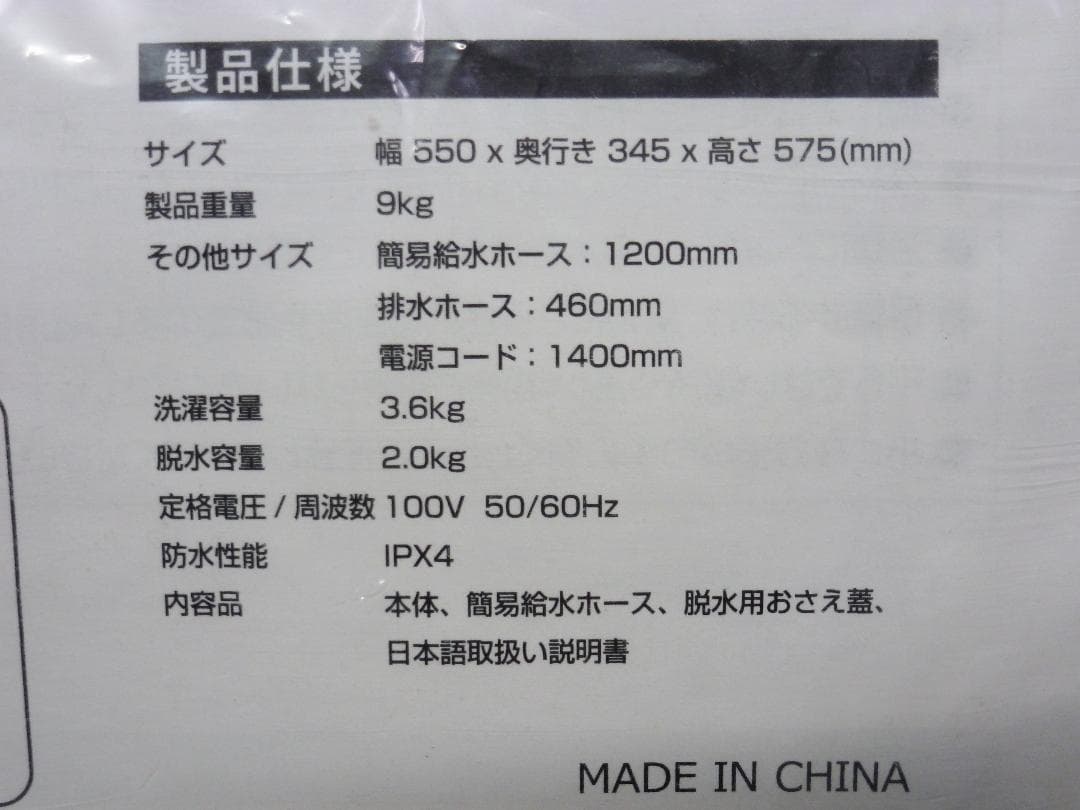 製品仕様
サイズ 幅 550 x 奥行き 345 x 高さ 575(mm)
製品重量 9kg
その他サイズ 簡易給水ホース：1200mm
排水ホース：460mm
電源コード：1400mm
洗濯容量 3.6kg
脱水容量 2.0kg
定格電圧 / 周波数 100V 50/60Hz
防水性能 IPX4
内容品 本体、簡易給水ホース、脱水用おさえ蓋、
日本語取扱い説明書
MADE IN CHINA